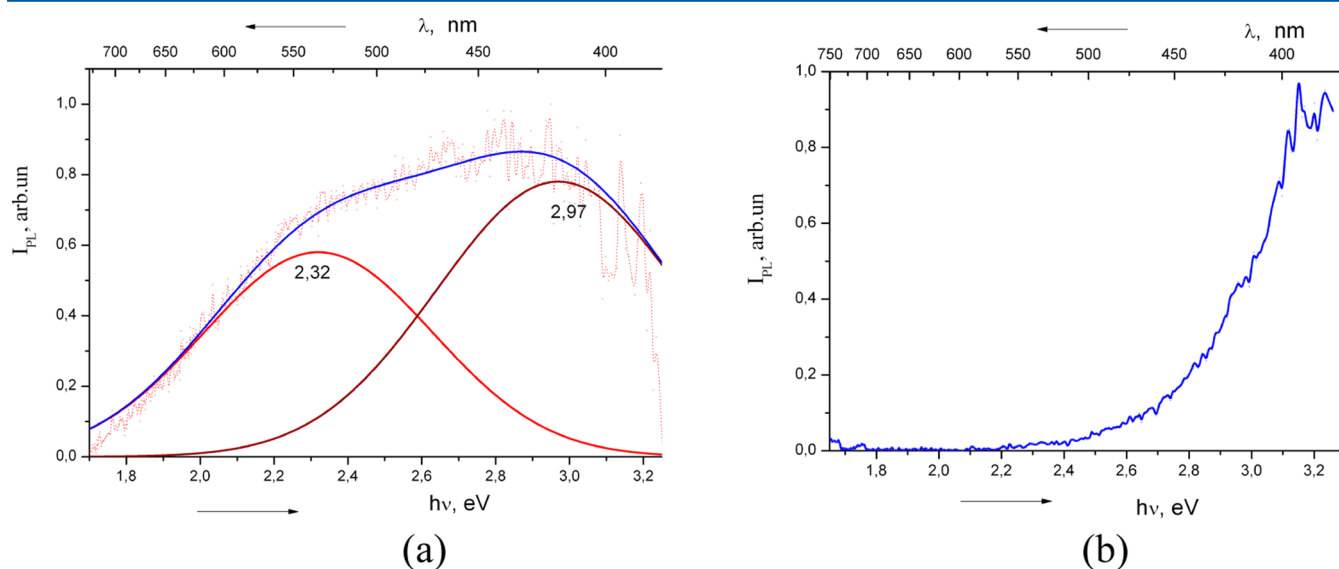 λ, nm
700 650 600 550 500 450 400
1,0
0,8
0,6
0,4
0,2
0,0
I_PL, arb.un
2,97
2,32
1,8 2,0 2,2 2,4 2,6 2,8 3,0 3,2
hν, eV
(a)
λ, nm
750 700 650 600 550 500 450 400
1,0
0,8
0,6
0,4
0,2
0,0
I_PL, arb.un
1,8 2,0 2,2 2,4 2,6 2,8 3,0 3,2
hν, eV
(b)